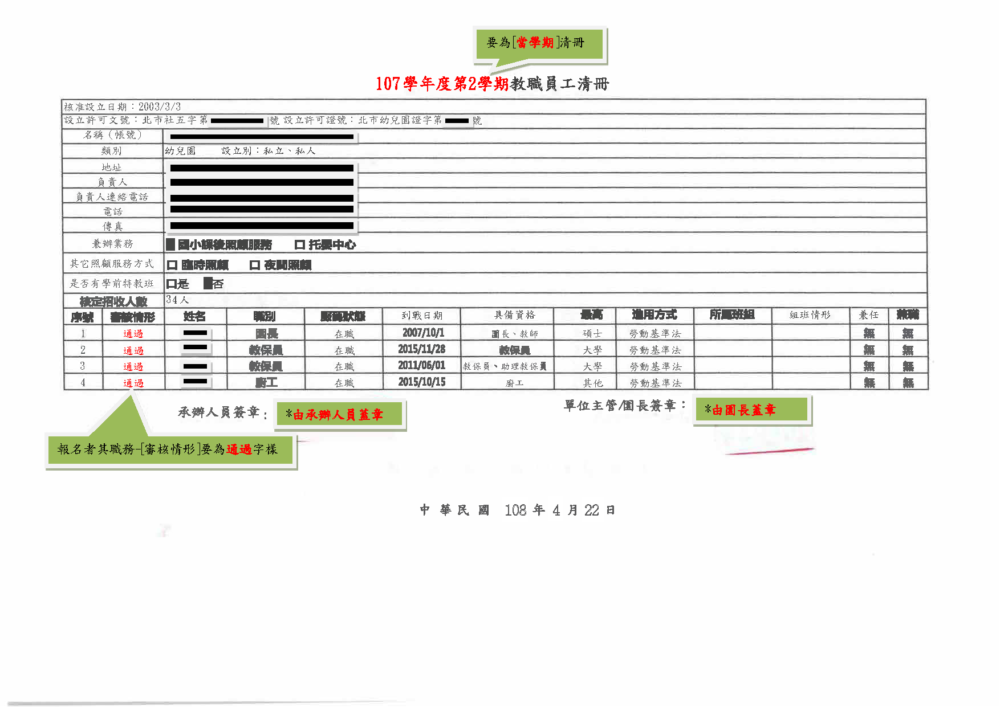 要為[當學期]清冊
107學年度第2學期教職員工清冊
核准設立日期：2003/3/3
設立許可文號：北市社五字第 號 設立許可證號：北市幼兒園證字第 號
名稱（帳號）
類別 幼兒園 設立別：私立、私人
地址
負責人
負責人連絡電話
電話
傳真
兼辦業務 █ 國小課後照顧服務 口 托嬰中心
其它照顧服務方式 口 臨時照顧 口 夜間照顧
是否有學前特教班 口是 █否
核定招收人數 34人
序號 審核情形 姓名 職別 服務狀態 到戰日期 具備資格 最高 進用方式 所屬班組 組班情形 兼任 兼職
1 通過 園長 在職 2007/10/1 園長、教師 碩士 勞動基準法 無 無
2 通過 教保員 在職 2015/11/28 教保員 大學 勞動基準法 無 無
3 通過 教保員 在職 2011/06/01 教保員、助理教保員 大學 勞動基準法 無 無
4 通過 廚工 在職 2015/10/15 廚工 其他 勞動基準法 無 無
承辦人員簽章： *由承辦人員蓋章 單位主管/園長簽章： *由園長蓋章
報名者其職務-[審核情形]要為通過字樣
中 華 民 國 108 年 4 月 22 日